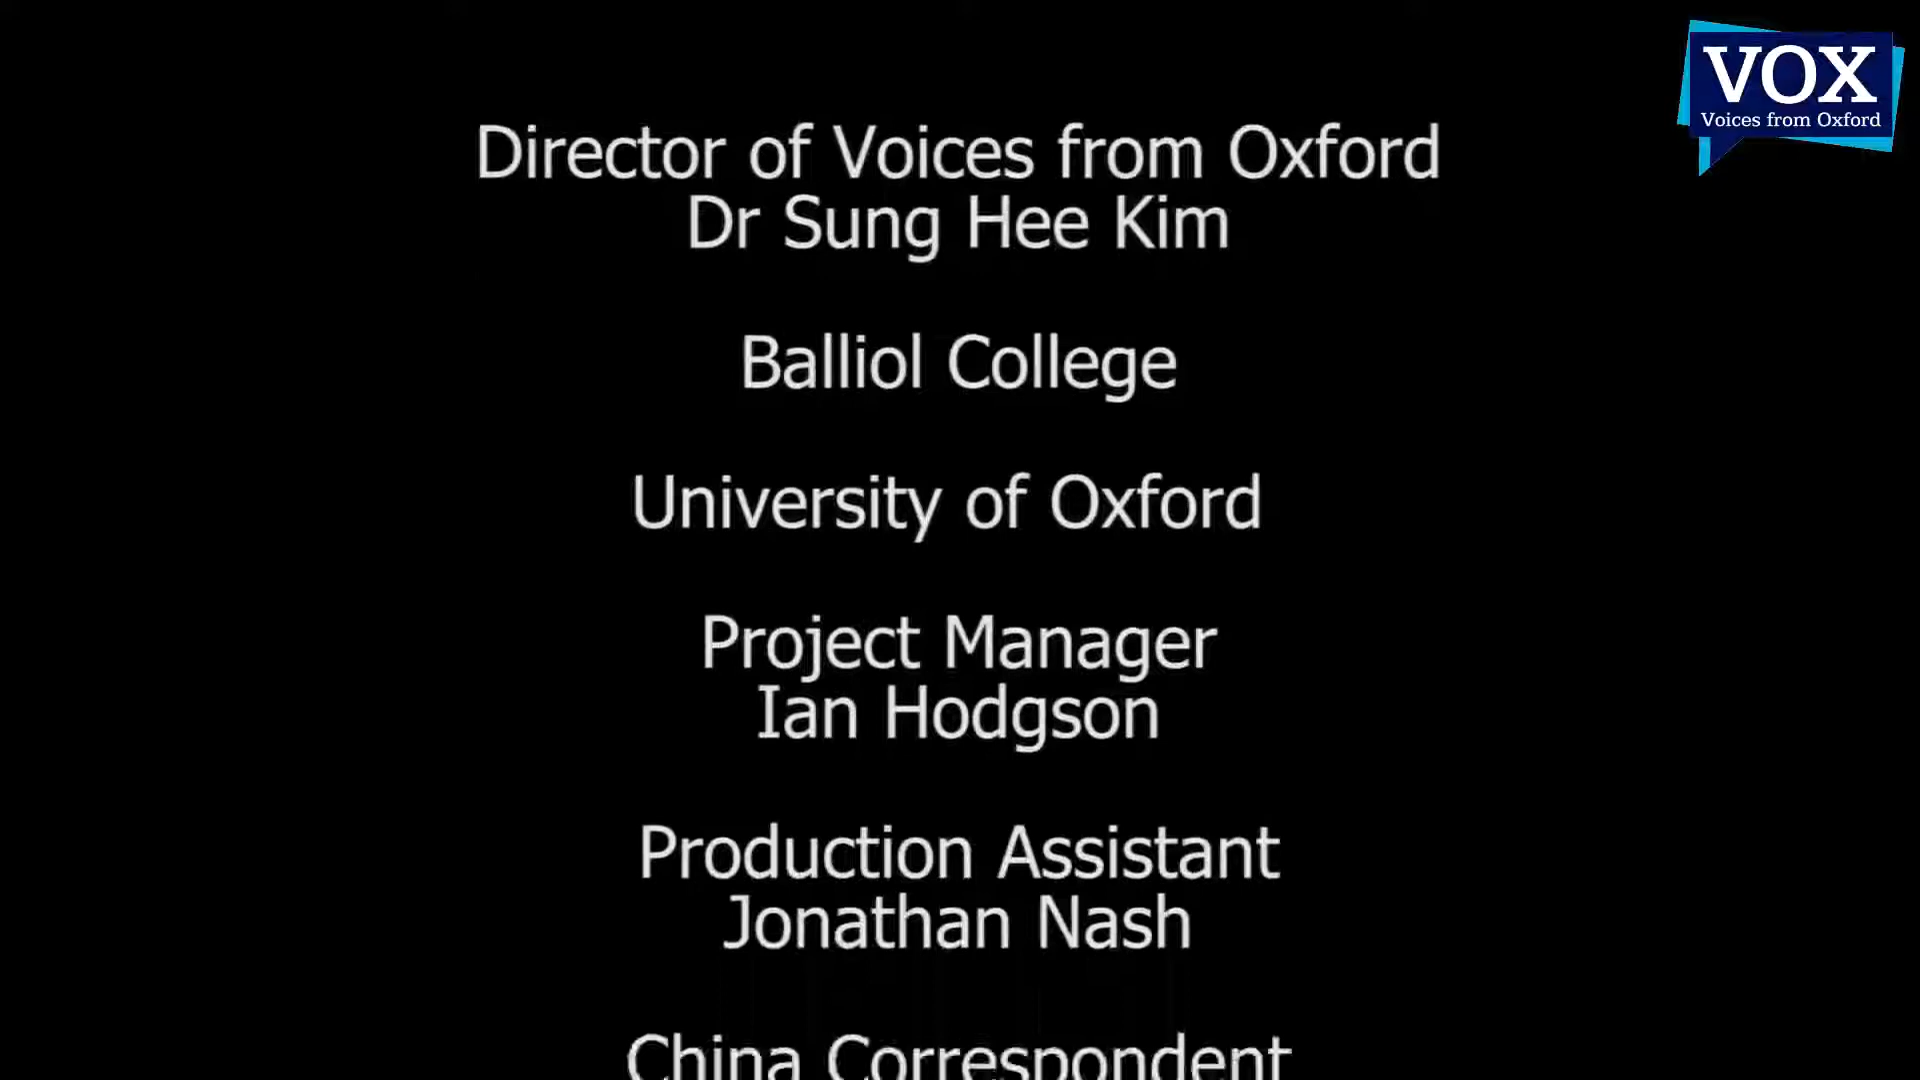 VOX
Voices from Oxford
Director of Voices from Oxford
Dr Sung Hee Kim
Balliol College
University of Oxford
Project Manager
Ian Hodgson
Production Assistant
Jonathan Nash
China Correspondent